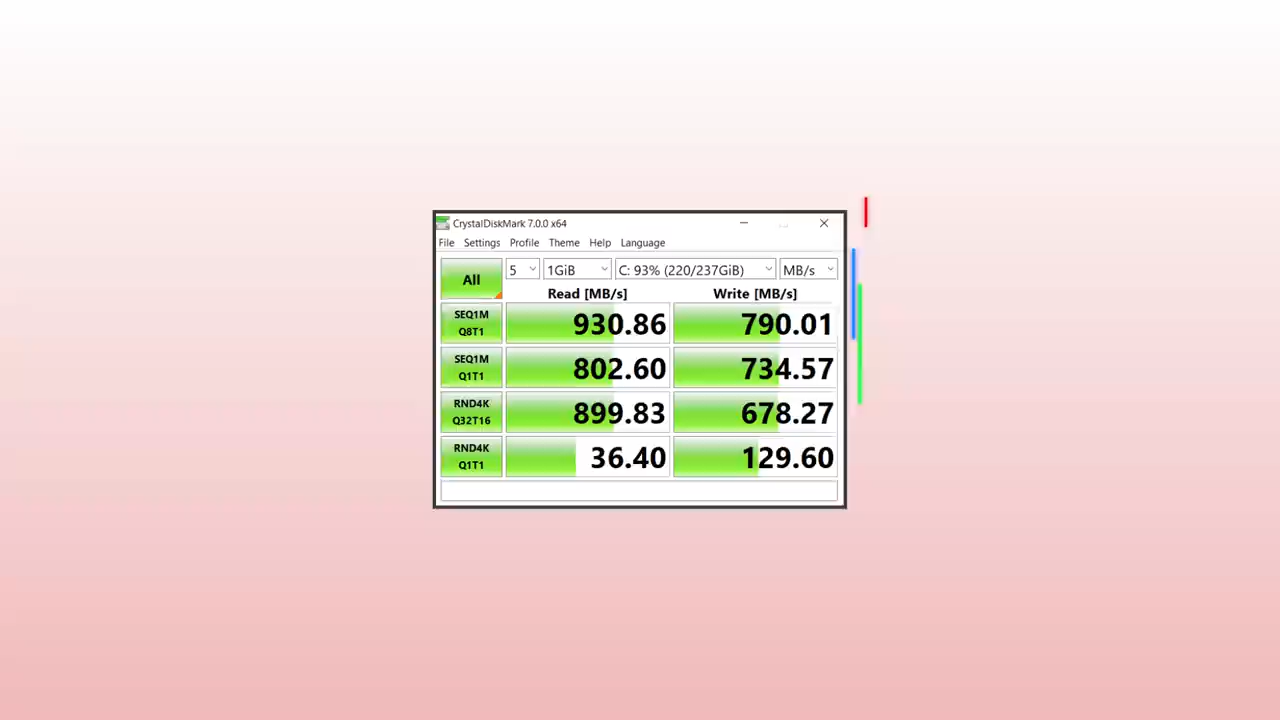 CrystalDiskMark 7.0.0 x64
File Settings Profile Theme Help Language
All 5 1GiB C: 93% (220/237GiB) MB/s
Read [MB/s] Write [MB/s]
SEQ1M Q8T1 930.86 790.01
SEQ1M Q1T1 802.60 734.57
RND4K Q32T16 899.83 678.27
RND4K Q1T1 36.40 129.60